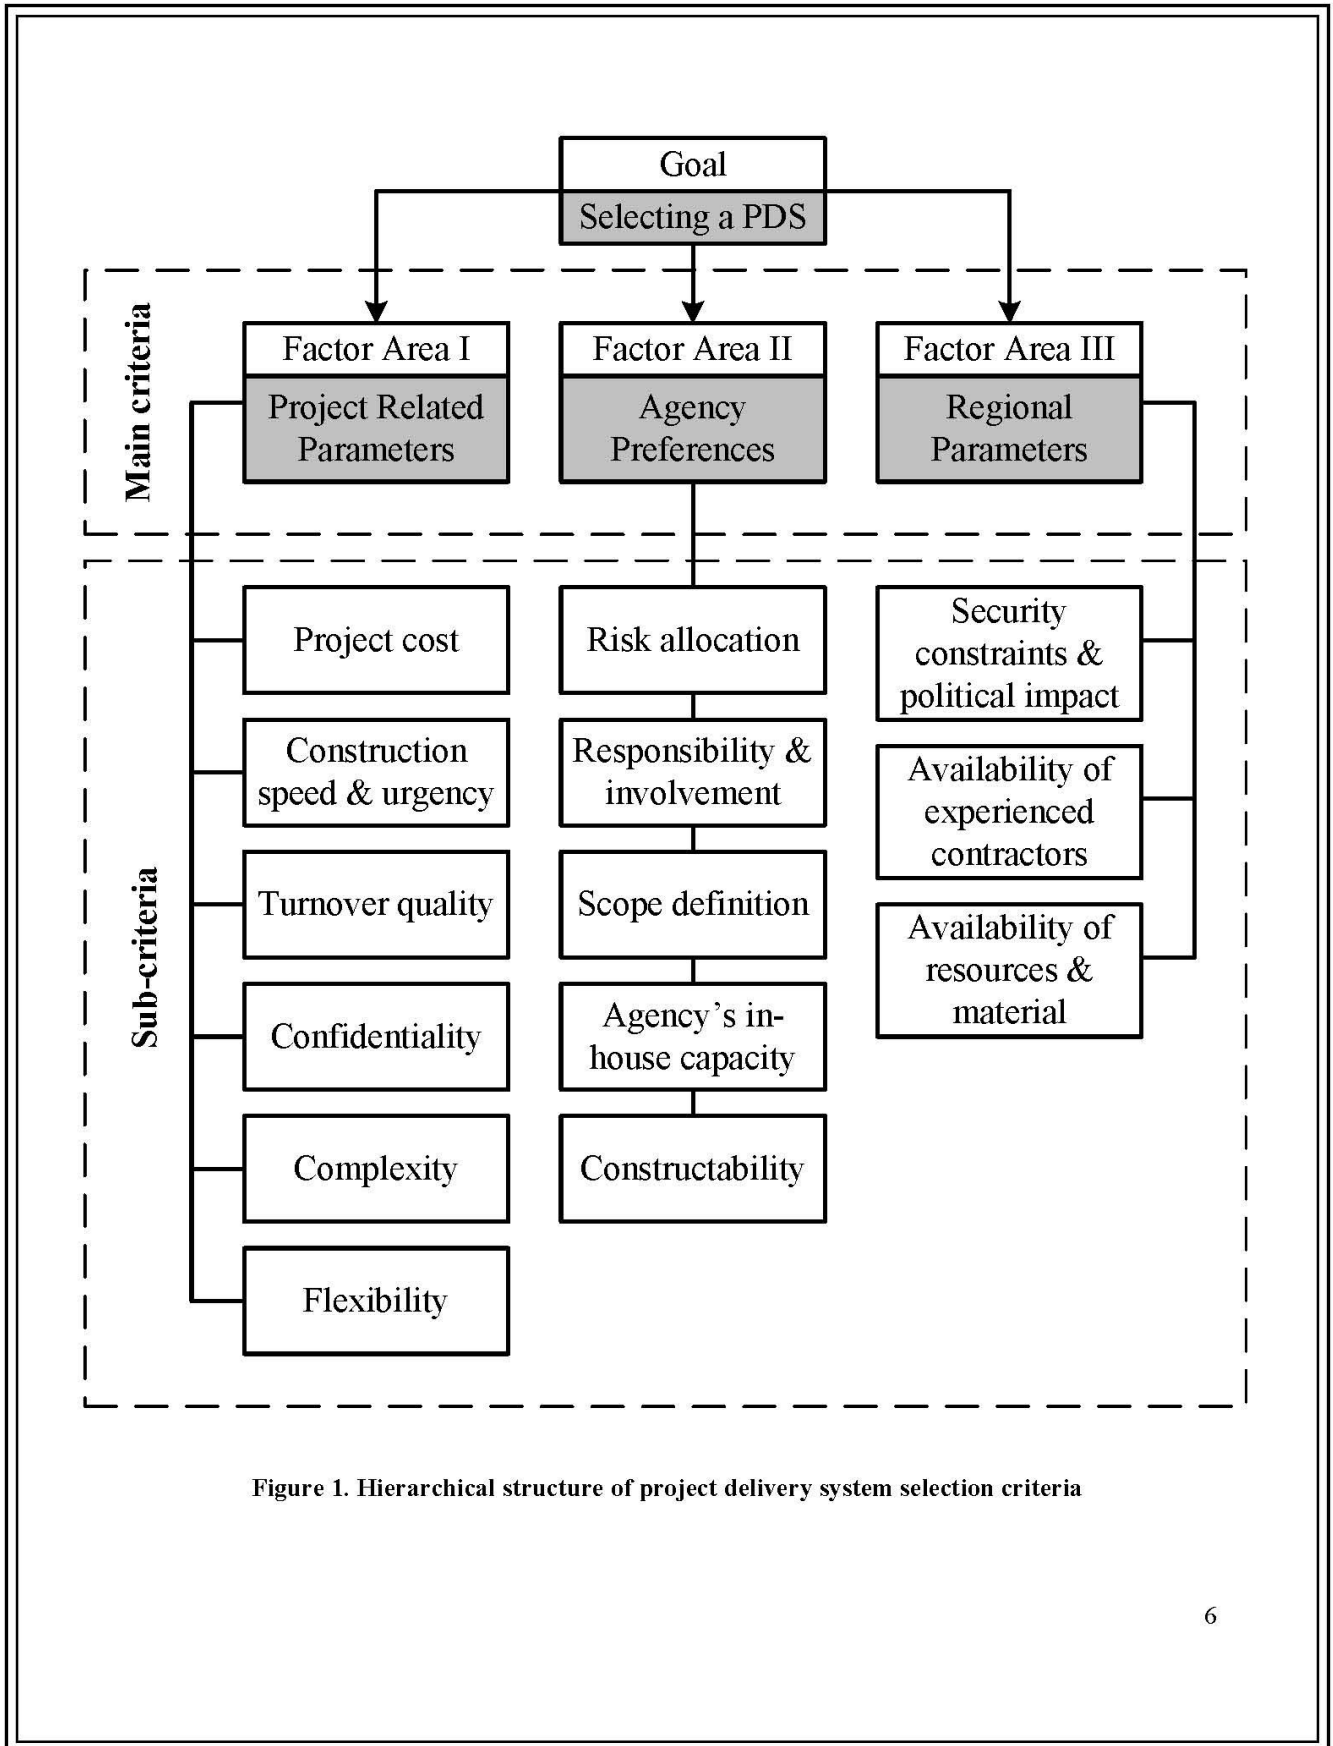 Goal
Selecting a PDS
Main criteria
Factor Area I
Project Related
Parameters
Factor Area II
Agency
Preferences
Factor Area III
Regional
Parameters
Sub-criteria
Project cost
Construction
speed & urgency
Turnover quality
Confidentiality
Complexity
Flexibility
Risk allocation
Responsibility &
involvement
Scope definition
Agency’s in-
house capacity
Constructability
Security
constraints &
political impact
Availability of
experienced
contractors
Availability of
resources &
material
Figure 1. Hierarchical structure of project delivery system selection criteria
6